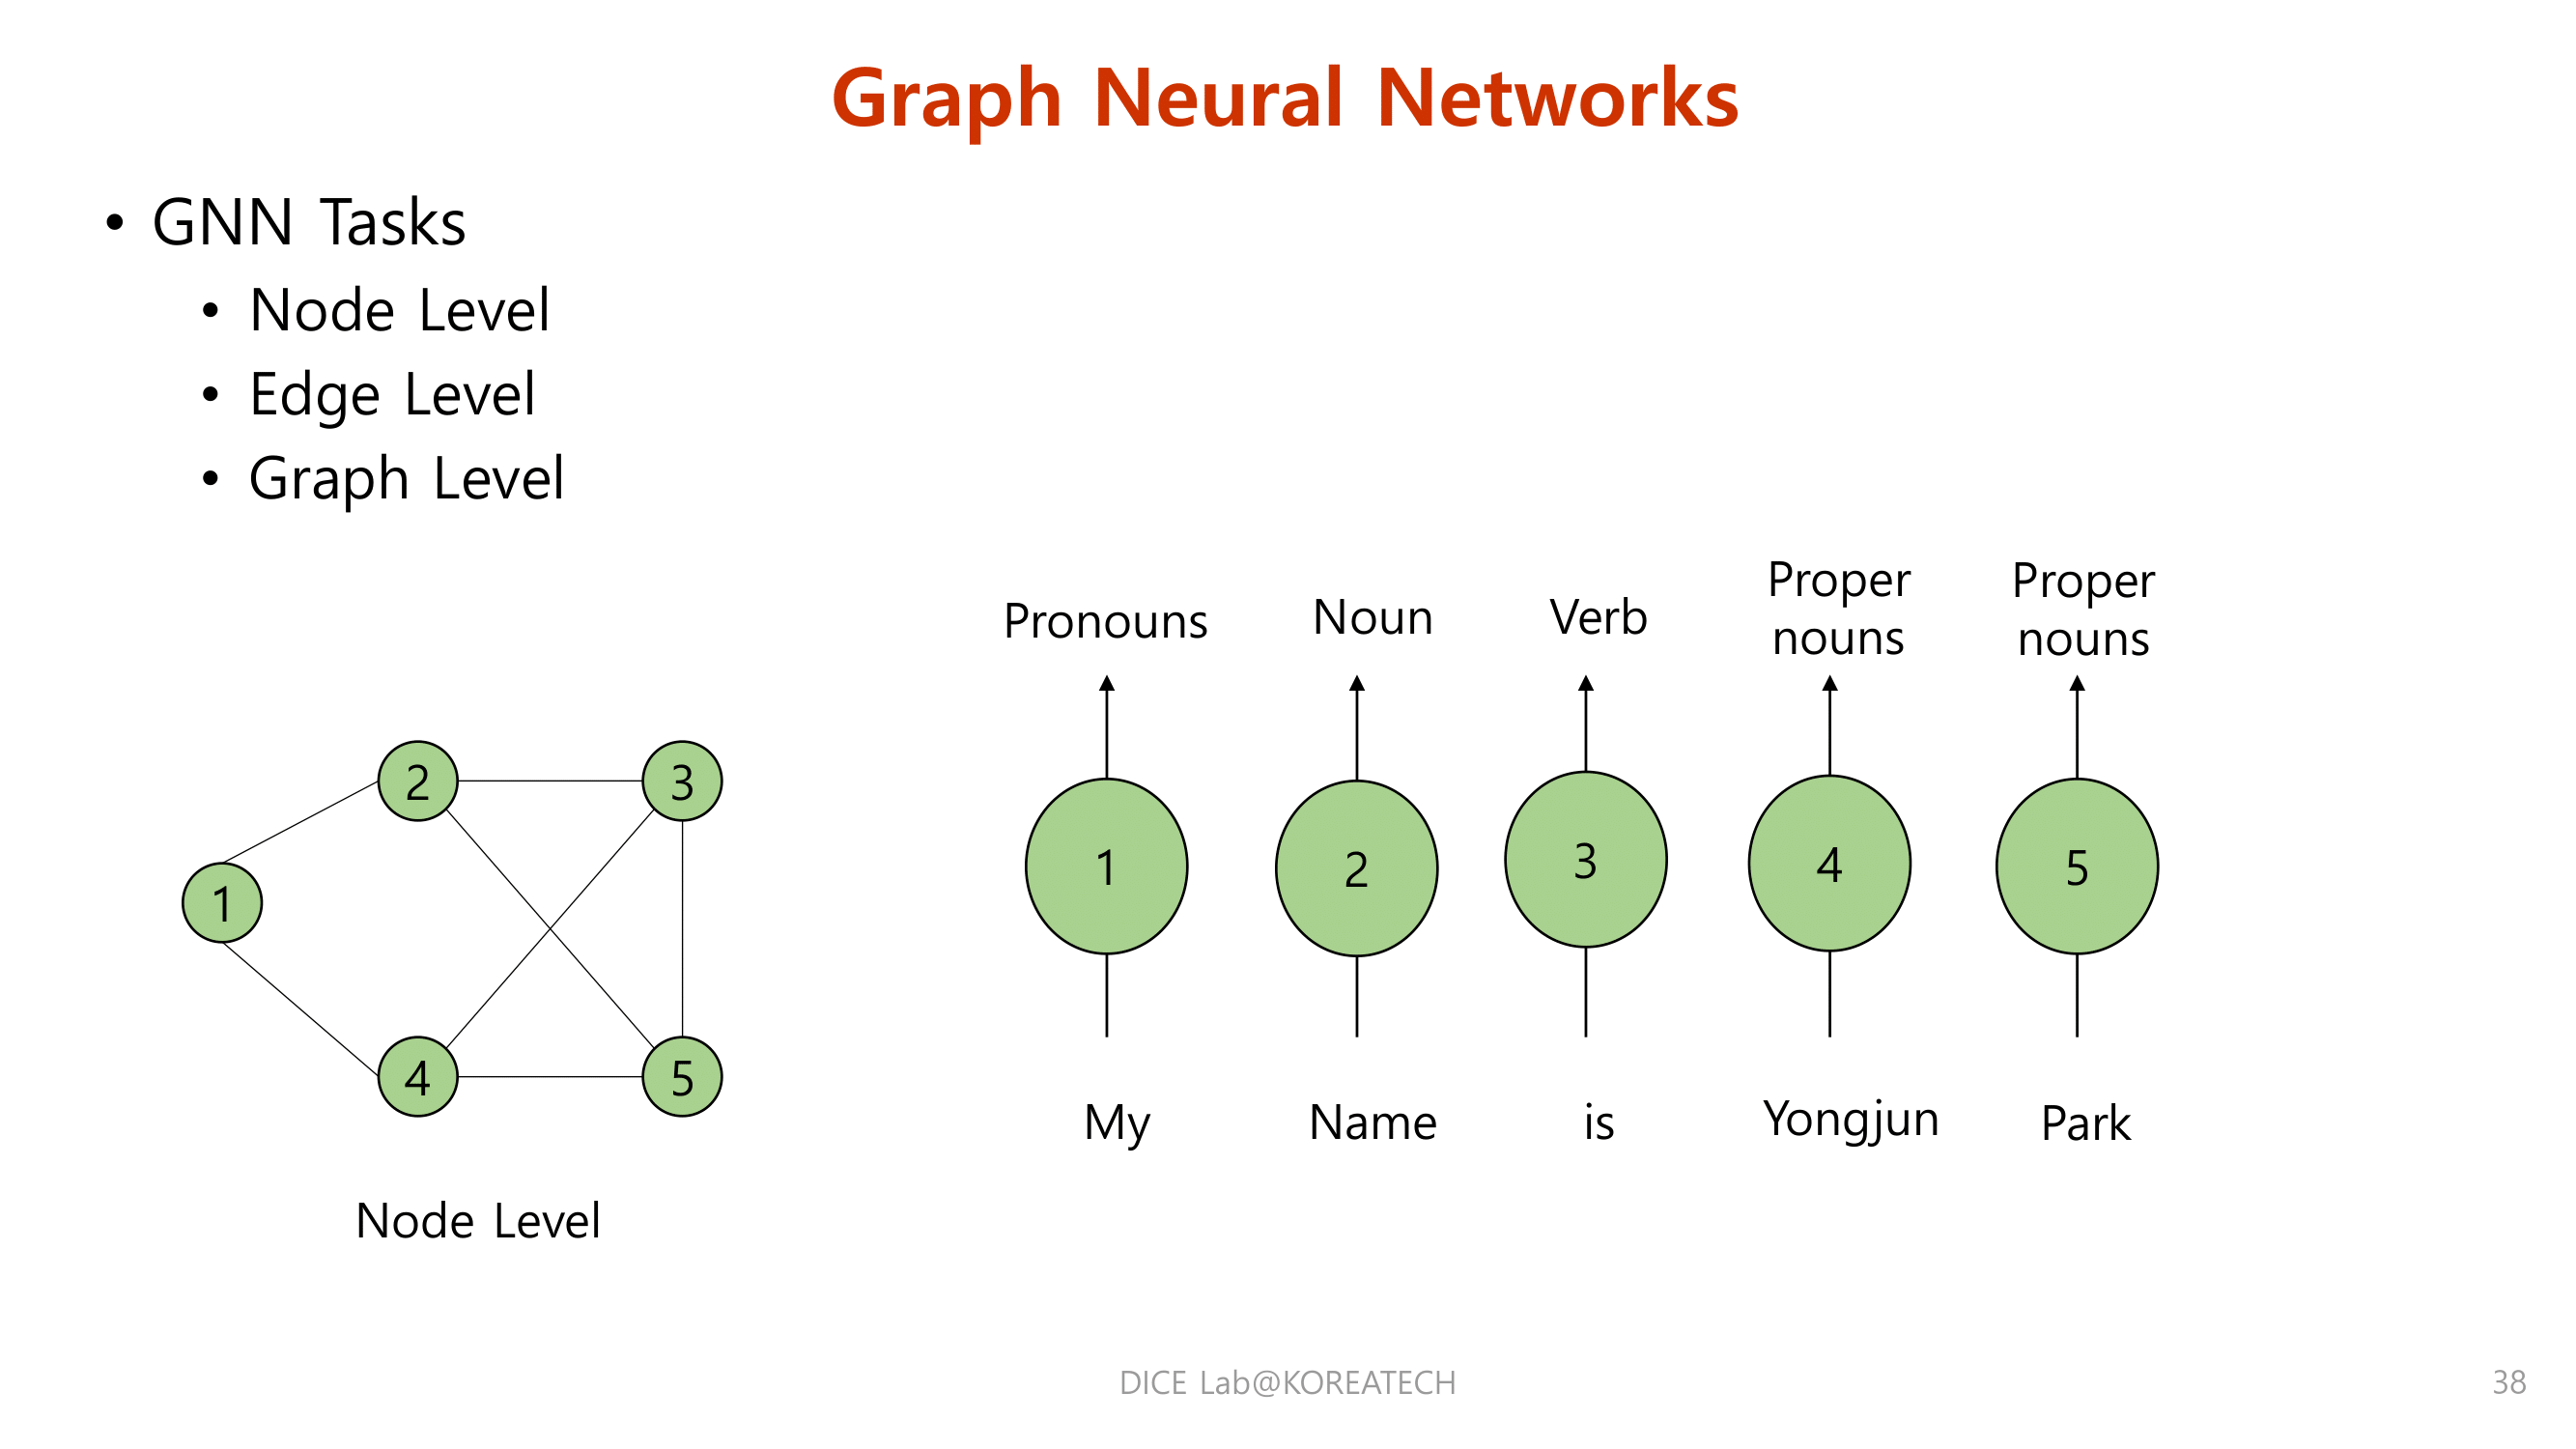 Graph Neural Networks
• GNN Tasks
• Node Level
• Edge Level
• Graph Level
2
3
1
4
5
Node Level
Pronouns
Noun
Verb
Proper
nouns
Proper
nouns
1
2
3
4
5
My
Name
is
Yongjun
Park
DICE Lab@KOREATECH
38